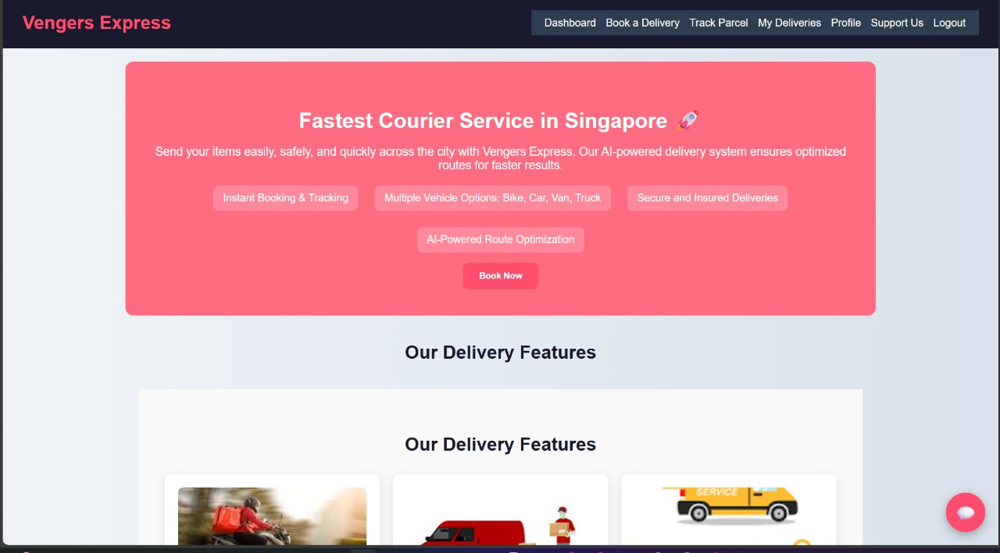 Vengers Express
Dashboard Book a Delivery Track Parcel My Deliveries Profile Support Us Logout
Fastest Courier Service in Singapore 🚀
Send your items easily, safely, and quickly across the city with Vengers Express. Our AI-powered delivery system ensures optimized
routes for faster results.
Instant Booking & Tracking Multiple Vehicle Options: Bike, Car, Van, Truck Secure and Insured Deliveries
AI-Powered Route Optimization
Book Now
Our Delivery Features
Our Delivery Features
SERVICE